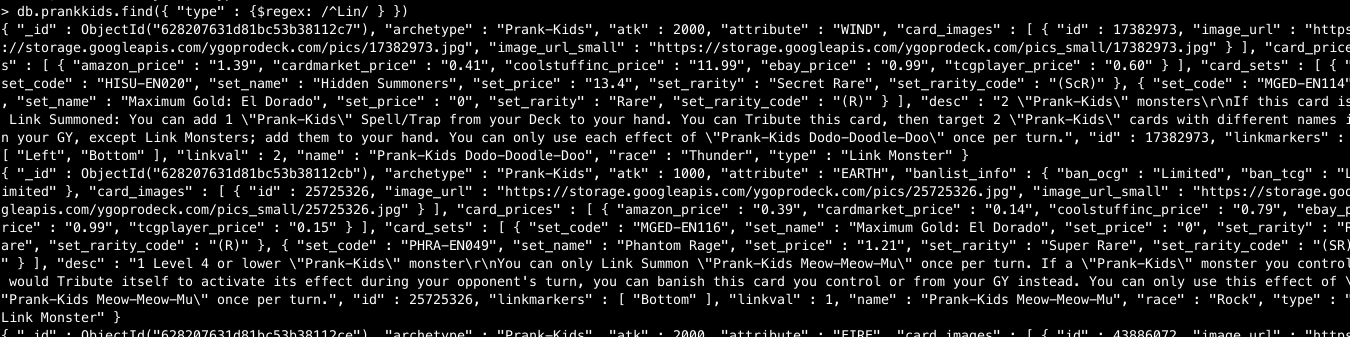 > db.prankkids.find({ "type" : {$regex: /^Lin/ } })
{ "_id" : ObjectId("628207631d81bc53b38112c7"), "archetype" : "Prank-Kids", "atk" : 2000, "attribute" : "WIND", "card_images" : [ { "id" : 17382973, "image_url" : "https
://storage.googleapis.com/ygoprodeck.com/pics/17382973.jpg", "image_url_small" : "https://storage.googleapis.com/ygoprodeck.com/pics_small/17382973.jpg" } ], "card_price
s" : [ { "amazon_price" : "1.39", "cardmarket_price" : "0.41", "coolstuffinc_price" : "11.99", "ebay_price" : "0.99", "tcgplayer_price" : "0.60" } ], "card_sets" : [ { "
set_code" : "HISU-EN020", "set_name" : "Hidden Summoners", "set_price" : "13.4", "set_rarity" : "Secret Rare", "set_rarity_code" : "(ScR)" }, { "set_code" : "MGED-EN114"
, "set_name" : "Maximum Gold: El Dorado", "set_price" : "0", "set_rarity" : "Rare", "set_rarity_code" : "(R)" } ], "desc" : "2 \"Prank-Kids\" monsters\r\nIf this card is
Link Summoned: You can add 1 \"Prank-Kids\" Spell/Trap from your Deck to your hand. You can Tribute this card, then target 2 \"Prank-Kids\" cards with different names i
n your GY, except Link Monsters; add them to your hand. You can only use each effect of \"Prank-Kids Dodo-Doodle-Doo\" once per turn.", "id" : 17382973, "linkmarkers" :
[ "Left", "Bottom" ], "linkval" : 2, "name" : "Prank-Kids Dodo-Doodle-Doo", "race" : "Thunder", "type" : "Link Monster" }
{ "_id" : ObjectId("628207631d81bc53b38112cb"), "archetype" : "Prank-Kids", "atk" : 1000, "attribute" : "EARTH", "banlist_info" : { "ban_ocg" : "Limited", "ban_tcg" : "L
imited" }, "card_images" : [ { "id" : 25725326, "image_url" : "https://storage.googleapis.com/ygoprodeck.com/pics/25725326.jpg", "image_url_small" : "https://storage.goo
gleapis.com/ygoprodeck.com/pics_small/25725326.jpg" } ], "card_prices" : [ { "amazon_price" : "0.39", "cardmarket_price" : "0.14", "coolstuffinc_price" : "0.79", "ebay_p
rice" : "0.99", "tcgplayer_price" : "0.15" } ], "card_sets" : [ { "set_code" : "MGED-EN116", "set_name" : "Maximum Gold: El Dorado", "set_price" : "0", "set_rarity" : "R
are", "set_rarity_code" : "(R)" }, { "set_code" : "PHRA-EN049", "set_name" : "Phantom Rage", "set_price" : "1.21", "set_rarity" : "Super Rare", "set_rarity_code" : "(SR)
" } ], "desc" : "1 Level 4 or lower \"Prank-Kids\" monster\r\nYou can only Link Summon \"Prank-Kids Meow-Meow-Mu\" once per turn. If a \"Prank-Kids\" monster you control
would Tribute itself to activate its effect during your opponent's turn, you can banish this card you control or from your GY instead. You can only use this effect of \
"Prank-Kids Meow-Meow-Mu\" once per turn.", "id" : 25725326, "linkmarkers" : [ "Bottom" ], "linkval" : 1, "name" : "Prank-Kids Meow-Meow-Mu", "race" : "Rock", "type" : "
Link Monster" }
{ "_id" : ObjectId("628207631d81bc53b38112ce"), "archetype" : "Prank-Kids", "atk" : 2000, "attribute" : "FIRE", "card_images" : [ { "id" : 43886072, "image_url" : "https